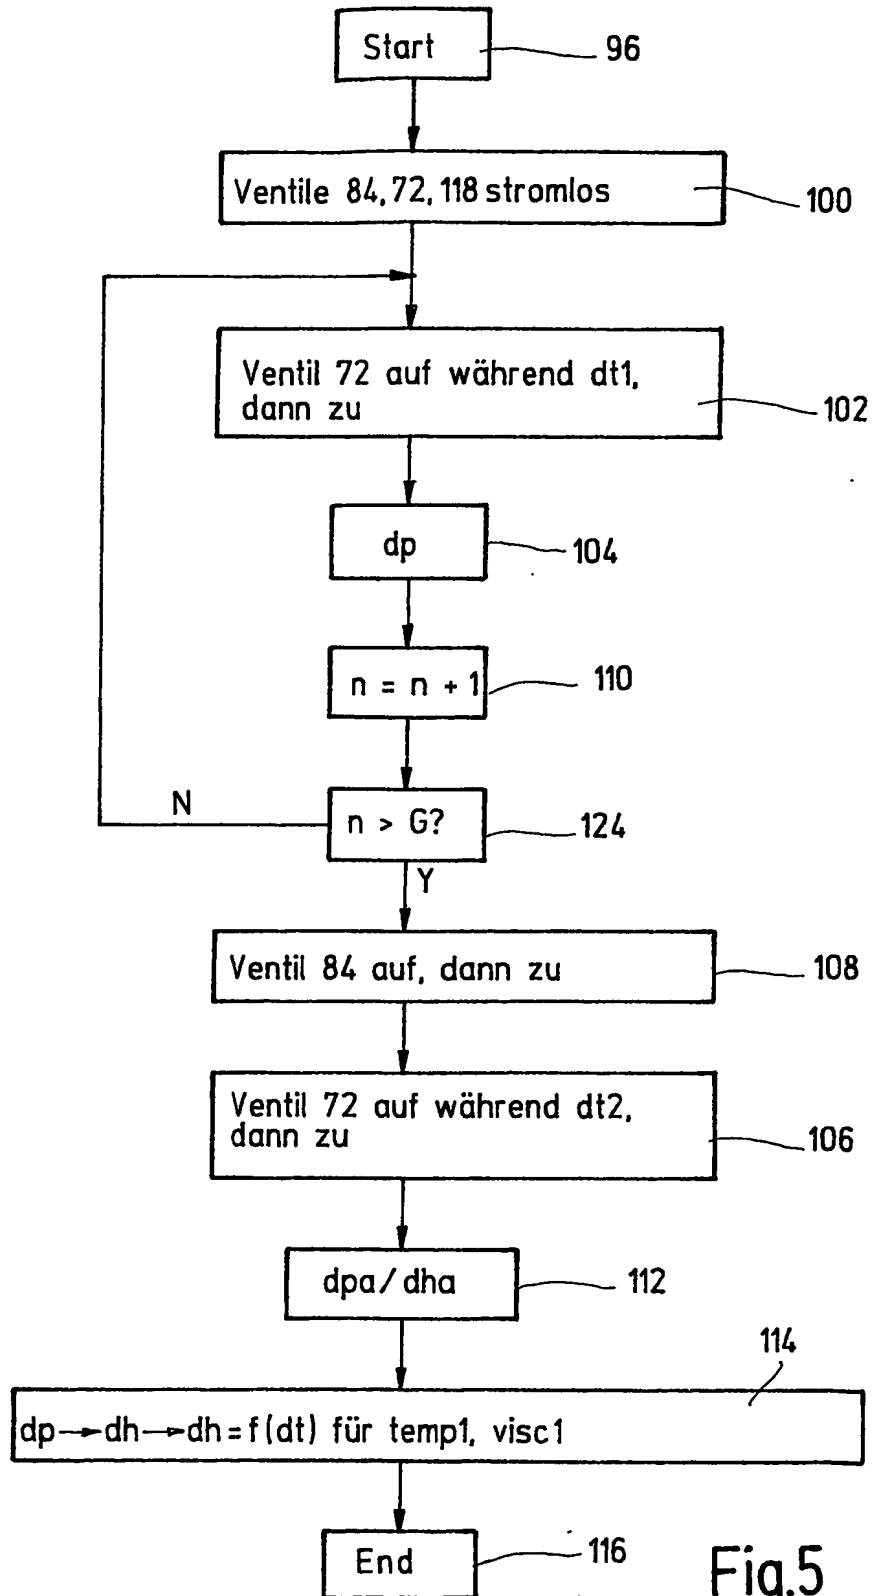 Start
96
Ventile 84, 72, 118 stromlos
100
Ventil 72 auf während dt1,
dann zu
102
dp
104
n = n + 1
110
n > G?
124
N
Y
Ventil 84 auf, dann zu
108
Ventil 72 auf während dt2,
dann zu
106
dpa/dha
112
114
dp→dh→dh=f(dt) für temp1, visc1
End
116
Fig.5